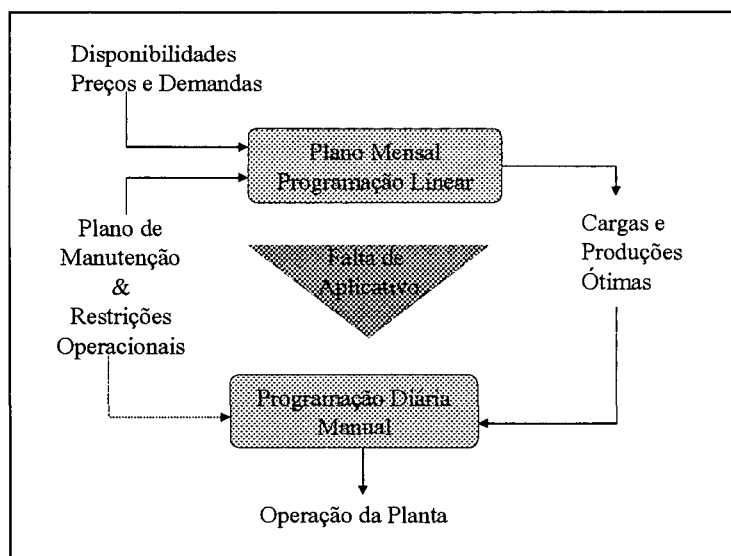 Disponibilidades
Preços e Demandas
Plano Mensal
Programação Linear
Plano de
Manutenção
&
Restrições
Operacionais
Falta de
Aplicativo
Cargas e
Produções
Ótimas
Programação Diária
Manual
Operação da Planta